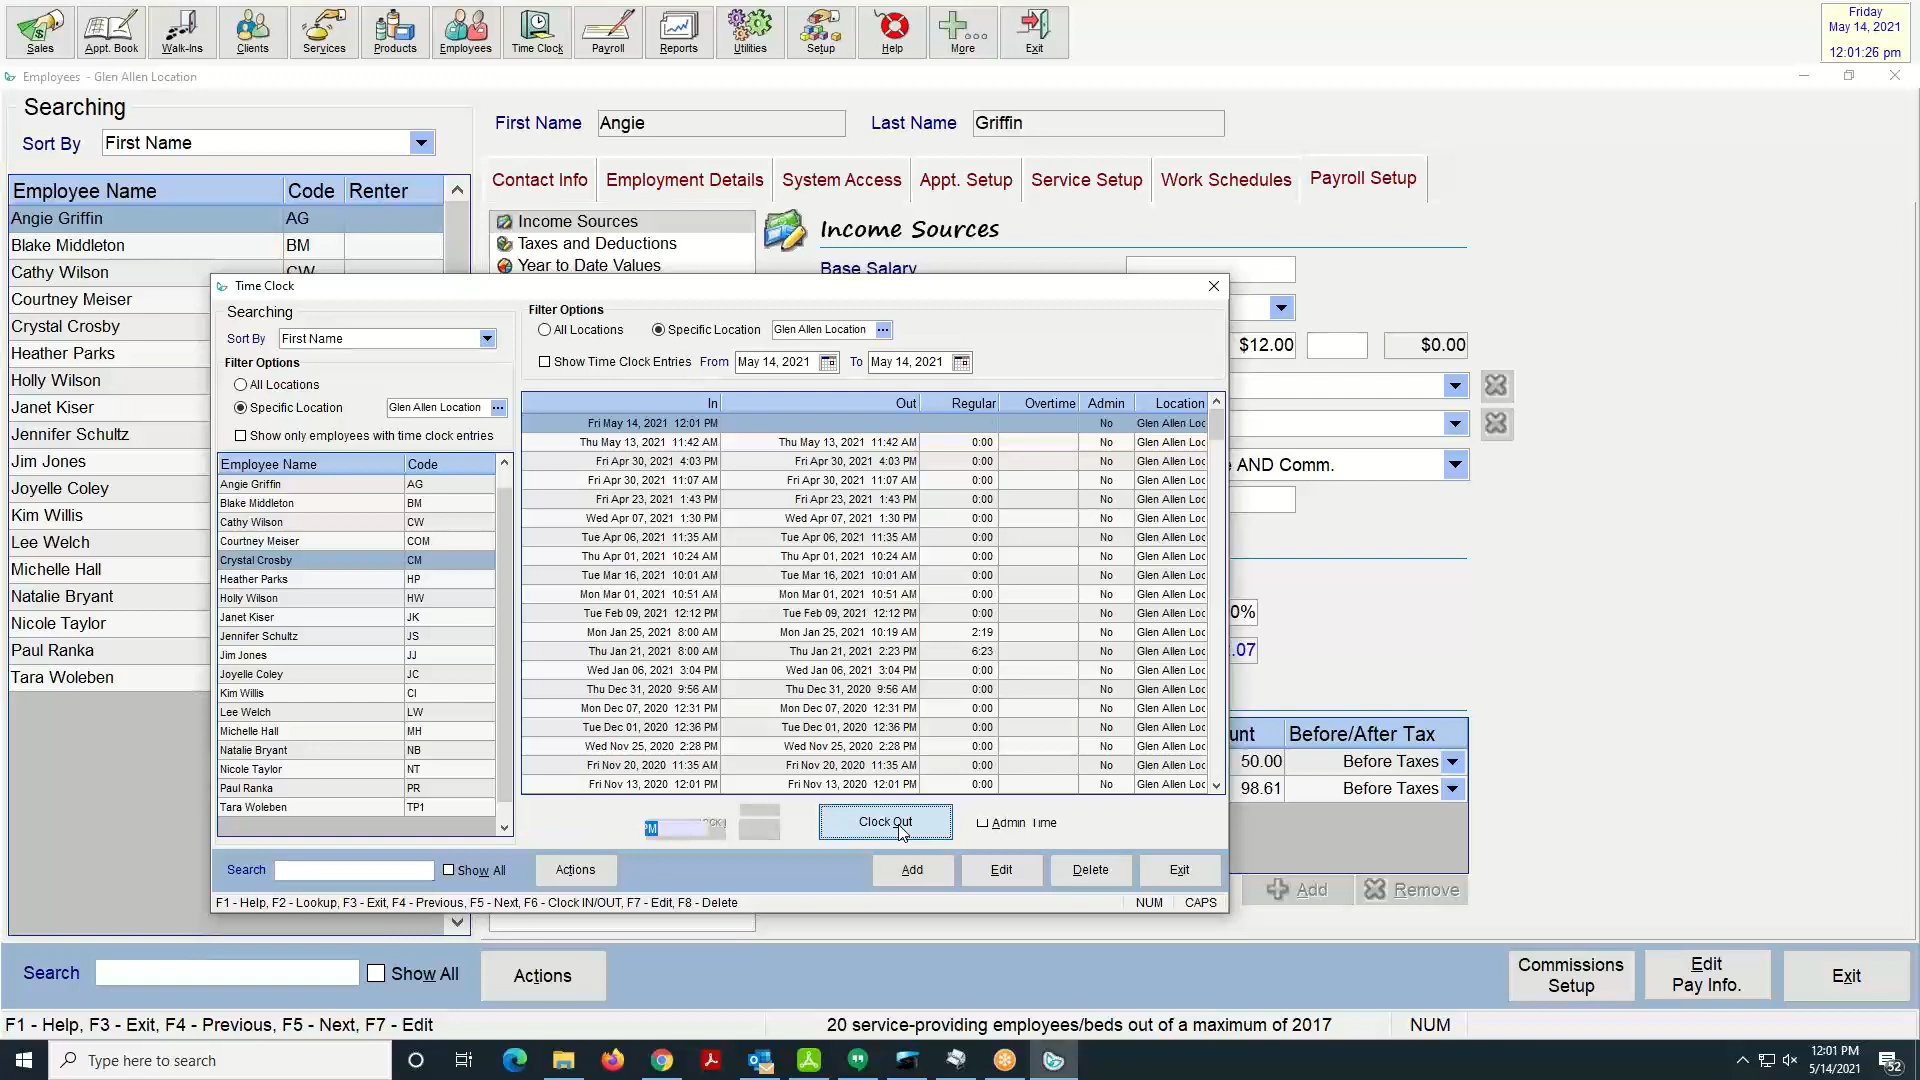 Sales Appt. Book Walk-Ins Clients Services Products Employees Time Clock Payroll Reports Utilities Setup Help More Exit
Friday
May 14, 2021
12:01:26 pm
Employees - Glen Allen Location
Searching
Sort By First Name
First Name Angie Last Name Griffin
Contact Info Employment Details System Access Appt. Setup Service Setup Work Schedules Payroll Setup
Employee Name Code Renter
Angie Griffin AG
Blake Middleton BM
Cathy Wilson CW
Courtney Meiser
Crystal Crosby
Heather Parks
Holly Wilson
Janet Kiser
Jennifer Schultz
Jim Jones
Joyelle Coley
Kim Willis
Lee Welch
Michelle Hall
Natalie Bryant
Nicole Taylor
Paul Ranka
Tara Woleben
Income Sources
Taxes and Deductions
Year to Date Values
Income Sources
Base Salary
$12.00 $0.00
AND Comm.
0%
.07
unt Before/After Tax
50.00 Before Taxes
98.61 Before Taxes
Add Remove
Time Clock
Searching
Sort By First Name
Filter Options
All Locations
Specific Location Glen Allen Location ...
Show only employees with time clock entries
Employee Name Code
Angie Griffin AG
Blake Middleton BM
Cathy Wilson CW
Courtney Meiser COM
Crystal Crosby CM
Heather Parks HP
Holly Wilson HW
Janet Kiser JK
Jennifer Schultz JS
Jim Jones JJ
Joyelle Coley JC
Kim Willis CI
Lee Welch LW
Michelle Hall MH
Natalie Bryant NB
Nicole Taylor NT
Paul Ranka PR
Tara Woleben TP1
Filter Options
All Locations Specific Location Glen Allen Location ...
Show Time Clock Entries From May 14, 2021 To May 14, 2021
In Out Regular Overtime Admin Location
Fri May 14, 2021 12:01 PM No Glen Allen Loc
Thu May 13, 2021 11:42 AM Thu May 13, 2021 11:42 AM 0:00 No Glen Allen Loc
Fri Apr 30, 2021 4:03 PM Fri Apr 30, 2021 4:03 PM 0:00 No Glen Allen Loc
Fri Apr 30, 2021 11:07 AM Fri Apr 30, 2021 11:07 AM 0:00 No Glen Allen Loc
Fri Apr 23, 2021 1:43 PM Fri Apr 23, 2021 1:43 PM 0:00 No Glen Allen Loc
Wed Apr 07, 2021 1:30 PM Wed Apr 07, 2021 1:30 PM 0:00 No Glen Allen Loc
Tue Apr 06, 2021 11:35 AM Tue Apr 06, 2021 11:35 AM 0:00 No Glen Allen Loc
Thu Apr 01, 2021 10:24 AM Thu Apr 01, 2021 10:24 AM 0:00 No Glen Allen Loc
Tue Mar 16, 2021 10:01 AM Tue Mar 16, 2021 10:01 AM 0:00 No Glen Allen Loc
Mon Mar 01, 2021 10:51 AM Mon Mar 01, 2021 10:51 AM 0:00 No Glen Allen Loc
Tue Feb 09, 2021 12:12 PM Tue Feb 09, 2021 12:12 PM 0:00 No Glen Allen Loc
Mon Jan 25, 2021 8:00 AM Mon Jan 25, 2021 10:19 AM 2:19 No Glen Allen Loc
Thu Jan 21, 2021 8:00 AM Thu Jan 21, 2021 2:23 PM 6:23 No Glen Allen Loc
Wed Jan 06, 2021 3:04 PM Wed Jan 06, 2021 3:04 PM 0:00 No Glen Allen Loc
Thu Dec 31, 2020 9:56 AM Thu Dec 31, 2020 9:56 AM 0:00 No Glen Allen Loc
Mon Dec 07, 2020 12:31 PM Mon Dec 07, 2020 12:31 PM 0:00 No Glen Allen Loc
Tue Dec 01, 2020 12:36 PM Tue Dec 01, 2020 12:36 PM 0:00 No Glen Allen Loc
Wed Nov 25, 2020 2:28 PM Wed Nov 25, 2020 2:28 PM 0:00 No Glen Allen Loc
Fri Nov 20, 2020 11:35 AM Fri Nov 20, 2020 11:35 AM 0:00 No Glen Allen Loc
Fri Nov 13, 2020 12:01 PM Fri Nov 13, 2020 12:01 PM 0:00 No Glen Allen Loc
PM Clock Out Admin Time
Search Show All Actions Add Edit Delete Exit
F1 - Help, F2 - Lookup, F3 - Exit, F4 - Previous, F5 - Next, F6 - Clock IN/OUT, F7 - Edit, F8 - Delete NUM CAPS
Search Show All Actions Commissions Setup Edit Pay Info. Exit
F1 - Help, F3 - Exit, F4 - Previous, F5 - Next, F7 - Edit 20 service-providing employees/beds out of a maximum of 2017 NUM
Type here to search
12:01 PM
5/14/2021
52